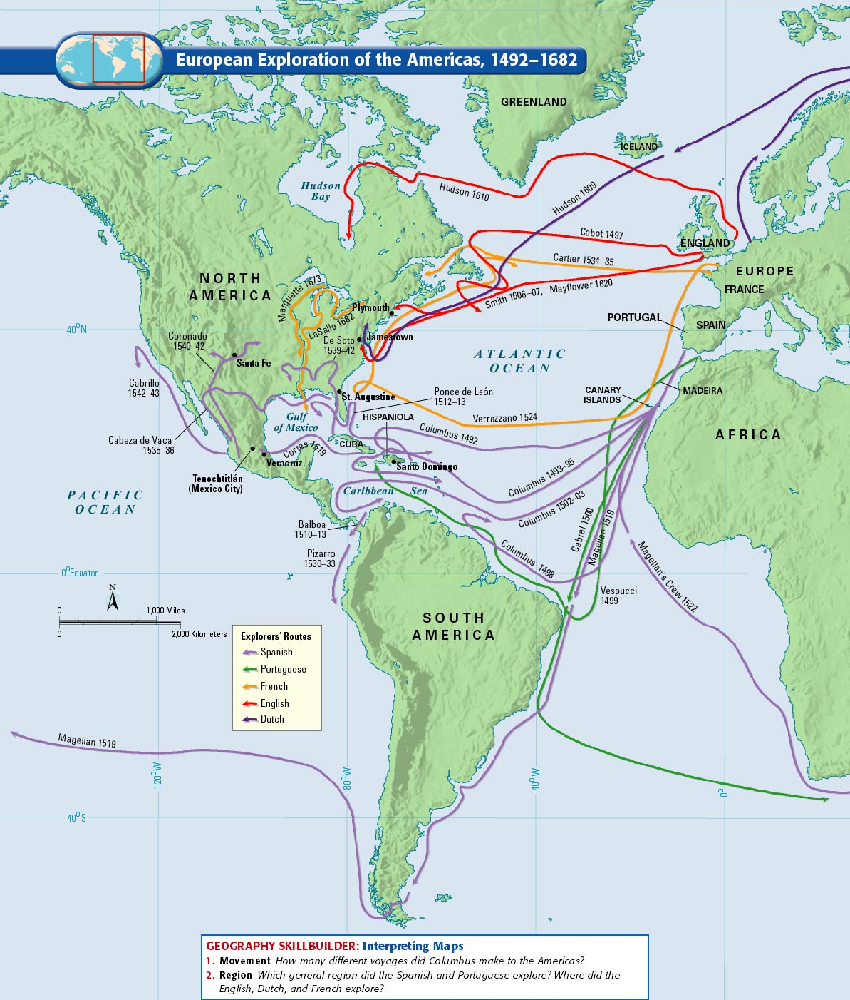 European Exploration of the Americas, 1492–1682
GREENLAND
ICELAND
Hudson
Bay
Hudson 1610
Hudson 1609
Cabot 1497
ENGLAND
Cartier 1534–35
EUROPE
NORTH
AMERICA
Marquette 1673
Smith 1606–07, Mayflower 1620
FRANCE
Plymouth
PORTUGAL
SPAIN
LaSalle 1682
40°N
Coronado
1540–42
De Soto
1539–42
Jamestown
ATLANTIC
OCEAN
Santa Fe
Cabrillo
1542–43
St. Augustine
Ponce de León
1512–13
CANARY
ISLANDS
MADEIRA
HISPANIOLA
Gulf
of Mexico
Verrazzano 1524
Columbus 1492
AFRICA
Cabeza de Vaca
1535–36
CUBA
Cortés 1519
Veracruz
Santo Domingo
Tenochtitlán
(Mexico City)
Columbus 1493–95
PACIFIC
OCEAN
Caribbean Sea
Columbus 1502–03
Balboa
1510–13
Cabral 1500
Magellan 1519
Pizarro
1530–33
Columbus 1498
Magellan's Crew 1522
0°Equator
N
Vespucci
1499
0 1,000 Miles
0 2,000 Kilometers
SOUTH
AMERICA
Explorers' Routes
Spanish
Portuguese
French
English
Dutch
Magellan 1519
120°W
80°W
40°W
0°
40°S
GEOGRAPHY SKILLBUILDER: Interpreting Maps
1. Movement How many different voyages did Columbus make to the Americas?
2. Region Which general region did the Spanish and Portuguese explore? Where did the
English, Dutch, and French explore?